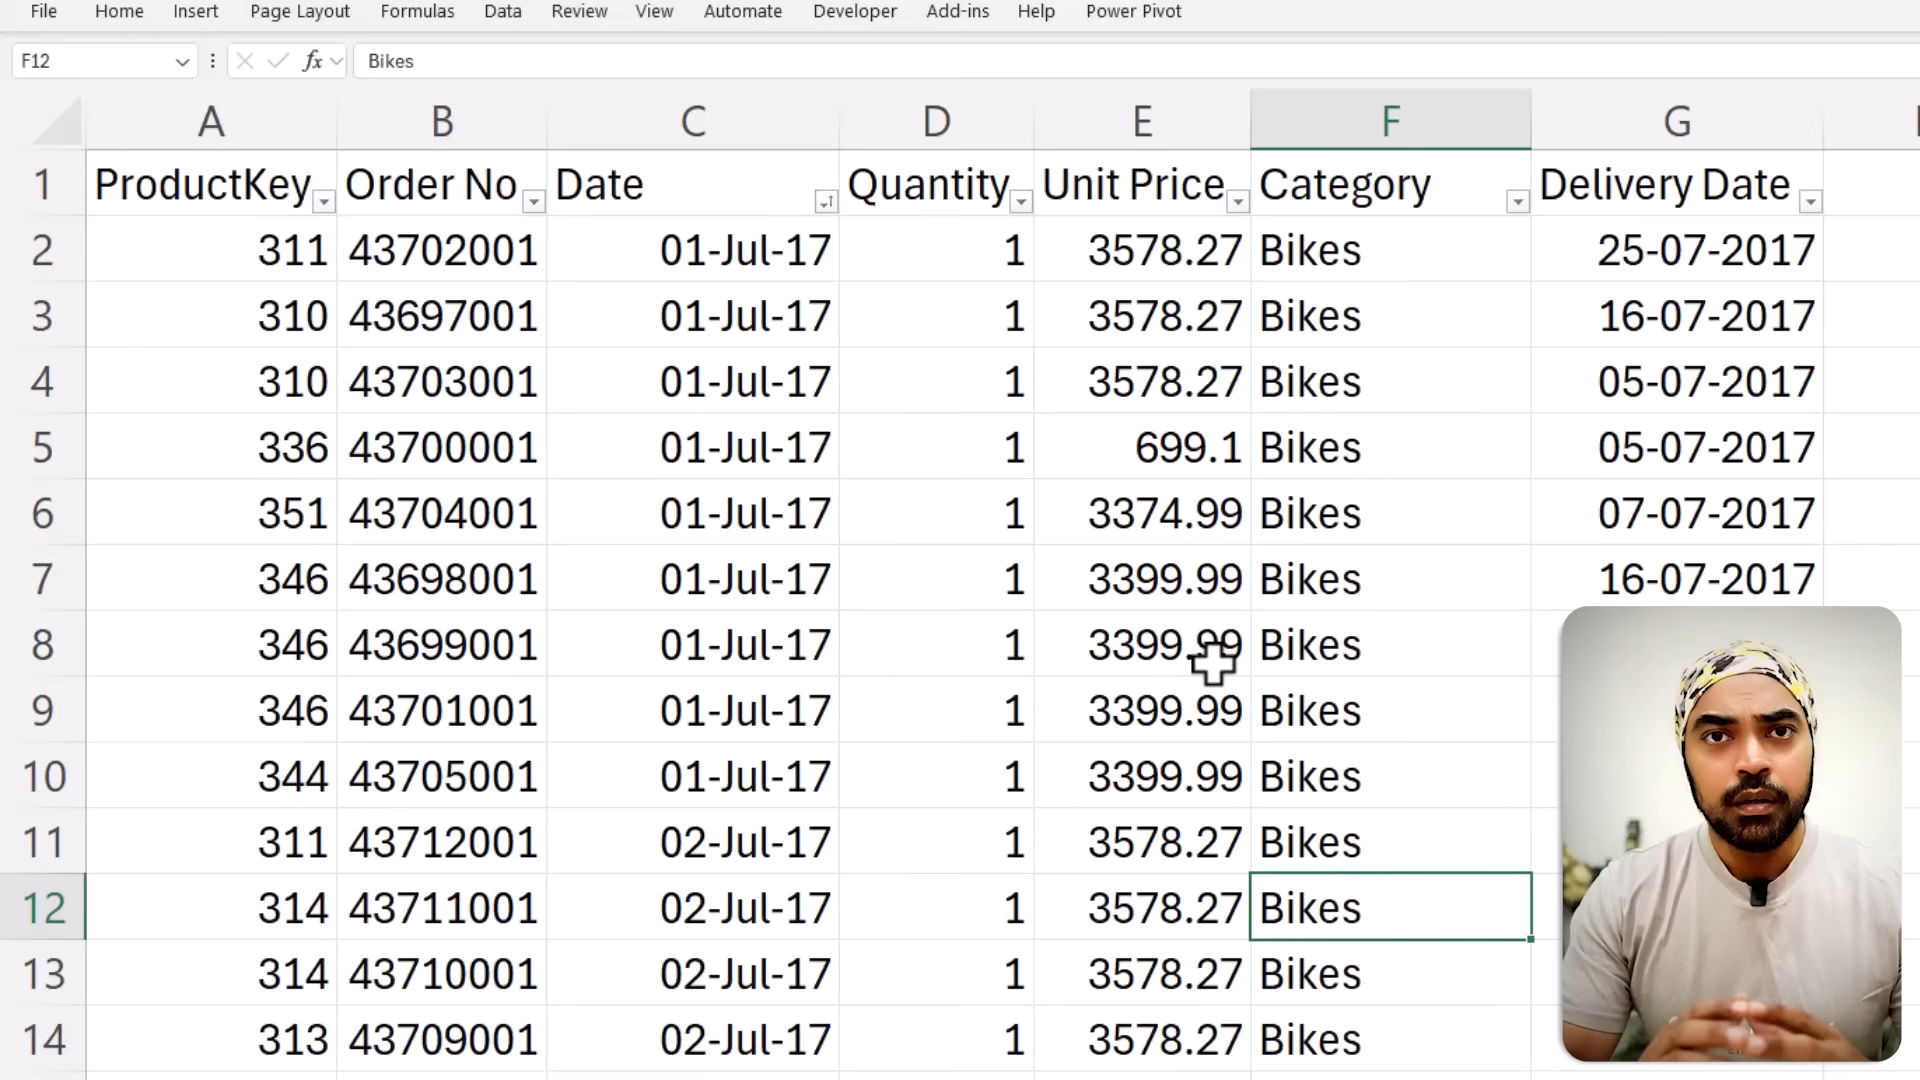 File Home Insert Page Layout Formulas Data Review View Automate Developer Add-ins Help Power Pivot
F12 fx Bikes
A B C D E F G
1 ProductKey Order No Date Quantity Unit Price Category Delivery Date
2 311 43702001 01-Jul-17 1 3578.27 Bikes 25-07-2017
3 310 43697001 01-Jul-17 1 3578.27 Bikes 16-07-2017
4 310 43703001 01-Jul-17 1 3578.27 Bikes 05-07-2017
5 336 43700001 01-Jul-17 1 699.1 Bikes 05-07-2017
6 351 43704001 01-Jul-17 1 3374.99 Bikes 07-07-2017
7 346 43698001 01-Jul-17 1 3399.99 Bikes 16-07-2017
8 346 43699001 01-Jul-17 1 3399.99 Bikes
9 346 43701001 01-Jul-17 1 3399.99 Bikes
10 344 43705001 01-Jul-17 1 3399.99 Bikes
11 311 43712001 02-Jul-17 1 3578.27 Bikes
12 314 43711001 02-Jul-17 1 3578.27 Bikes
13 314 43710001 02-Jul-17 1 3578.27 Bikes
14 313 43709001 02-Jul-17 1 3578.27 Bikes